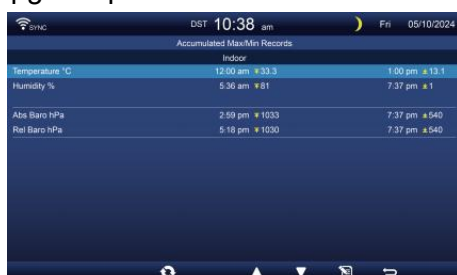 SYNC DST 10:38 am Fri 05/10/2024
Accumulated Max/Min Records
Indoor
Temperature °C 12:00 am 33.3 1:00 pm 13.1
Humidity % 5:36 am 81 7:37 pm 1
Abs Baro hPa 2:59 pm 1033 7:37 pm 540
Rel Baro hPa 5:18 pm 1030 7:37 pm 540